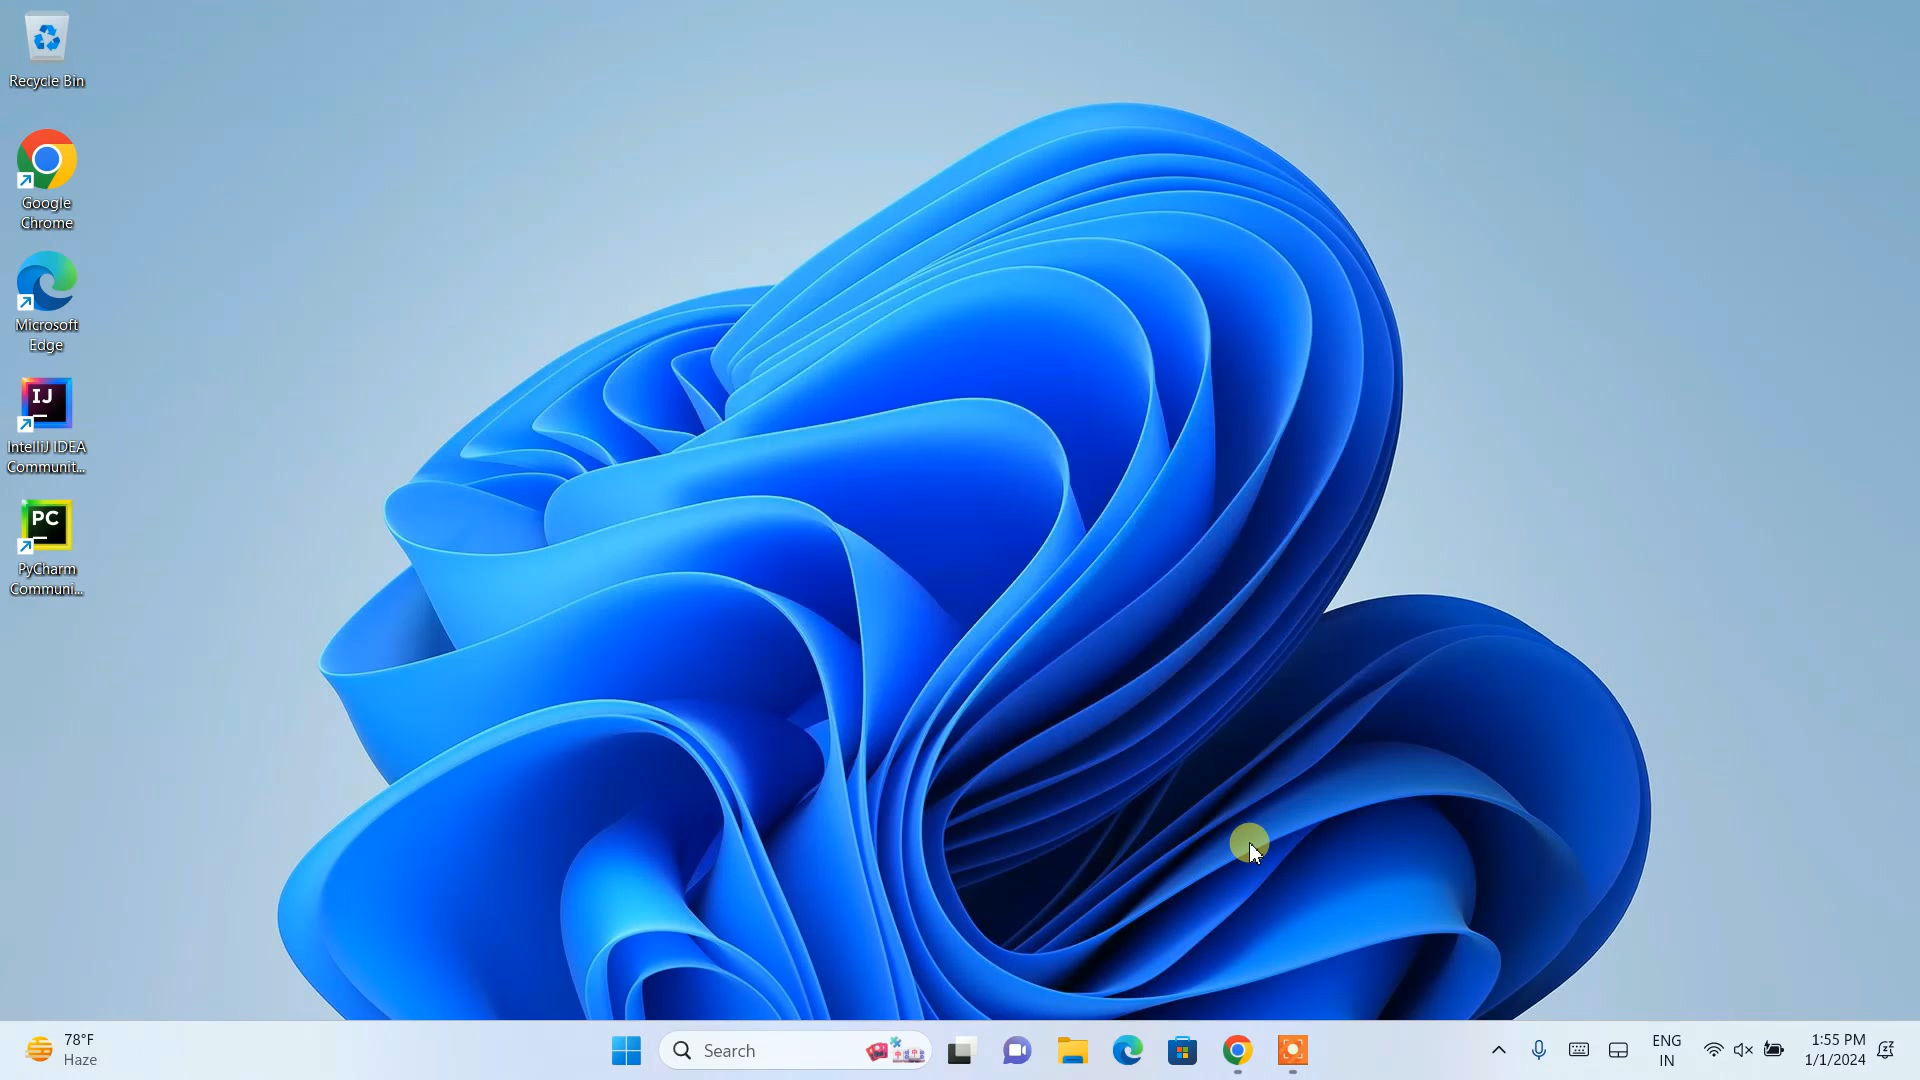 Recycle Bin
Google
Chrome
Microsoft
Edge
IJ
IntelliJ IDEA
Communit...
PC
PyCharm
Communi...
78°F
Haze
Search
ENG
IN
1:55 PM
1/1/2024